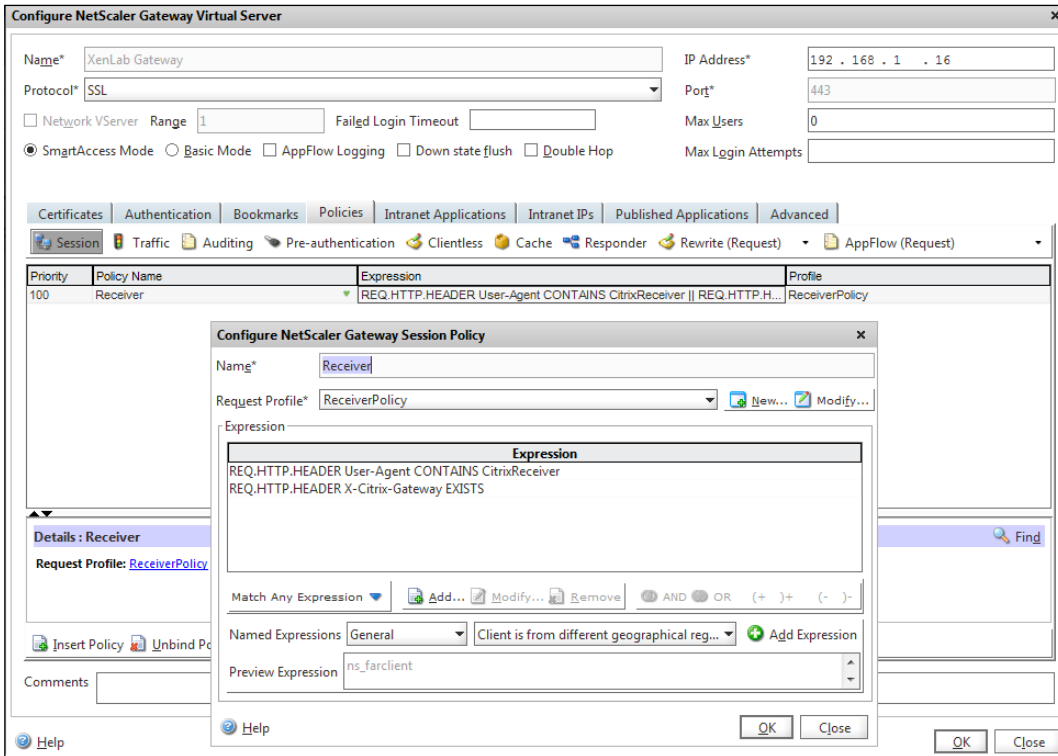 Configure NetScaler Gateway Virtual Server x
Name* XenLab Gateway IP Address* 192 . 168 . 1 . 16
Protocol* SSL Port* 443
Network VServer Range 1 Failed Login Timeout Max Users 0
SmartAccess Mode Basic Mode AppFlow Logging Down state flush Double Hop Max Login Attempts
Certificates Authentication Bookmarks Policies Intranet Applications Intranet IPs Published Applications Advanced
Session Traffic Auditing Pre-authentication Clientless Cache Responder Rewrite (Request) AppFlow (Request)
Priority Policy Name Expression Profile
100 Receiver REQ.HTTP.HEADER User-Agent CONTAINS CitrixReceiver || REQ.HTTP.H... ReceiverPolicy
Configure NetScaler Gateway Session Policy x
Name* Receiver
Request Profile* ReceiverPolicy New... Modify...
Expression
Expression
REQ.HTTP.HEADER User-Agent CONTAINS CitrixReceiver
REQ.HTTP.HEADER X-Citrix-Gateway EXISTS
Details : Receiver Find
Request Profile: ReceiverPolicy
Match Any Expression Add... Modify... Remove AND OR (+ )+ (- )-
Named Expressions General Client is from different geographical reg... Add Expression
Insert Policy Unbind Po
Preview Expression ns_farclient
Comments
Help OK Close
Help OK Close